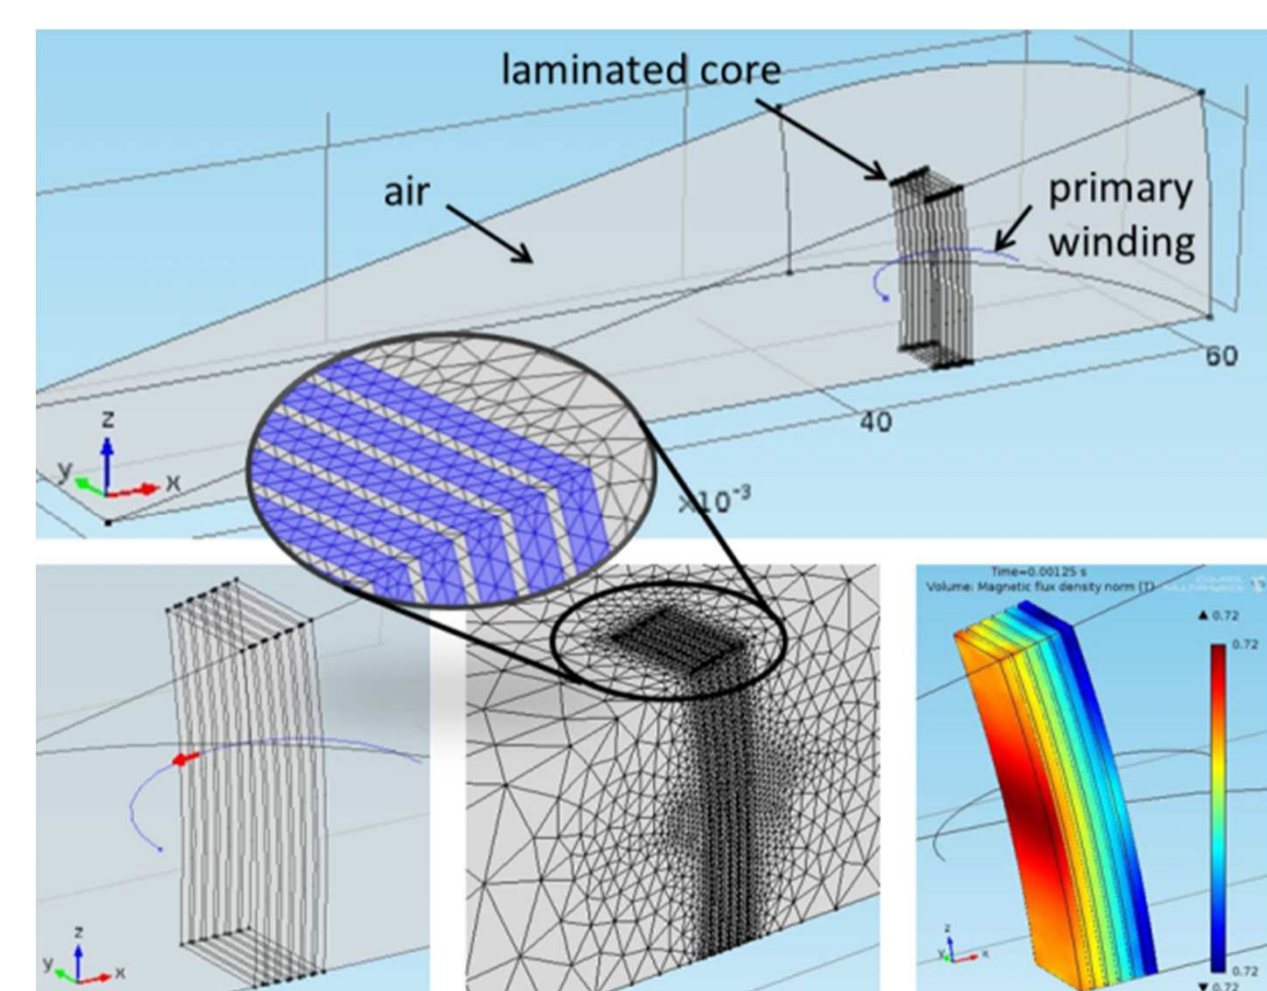 laminated core
air
primary
winding
60
40
z
y
x
×10⁻³
Time=0.00125 s
Volume: Magnetic flux density norm (T)
▲ 0.72
0.72
z
y
x
z
y
x
0.72
▼ 0.72